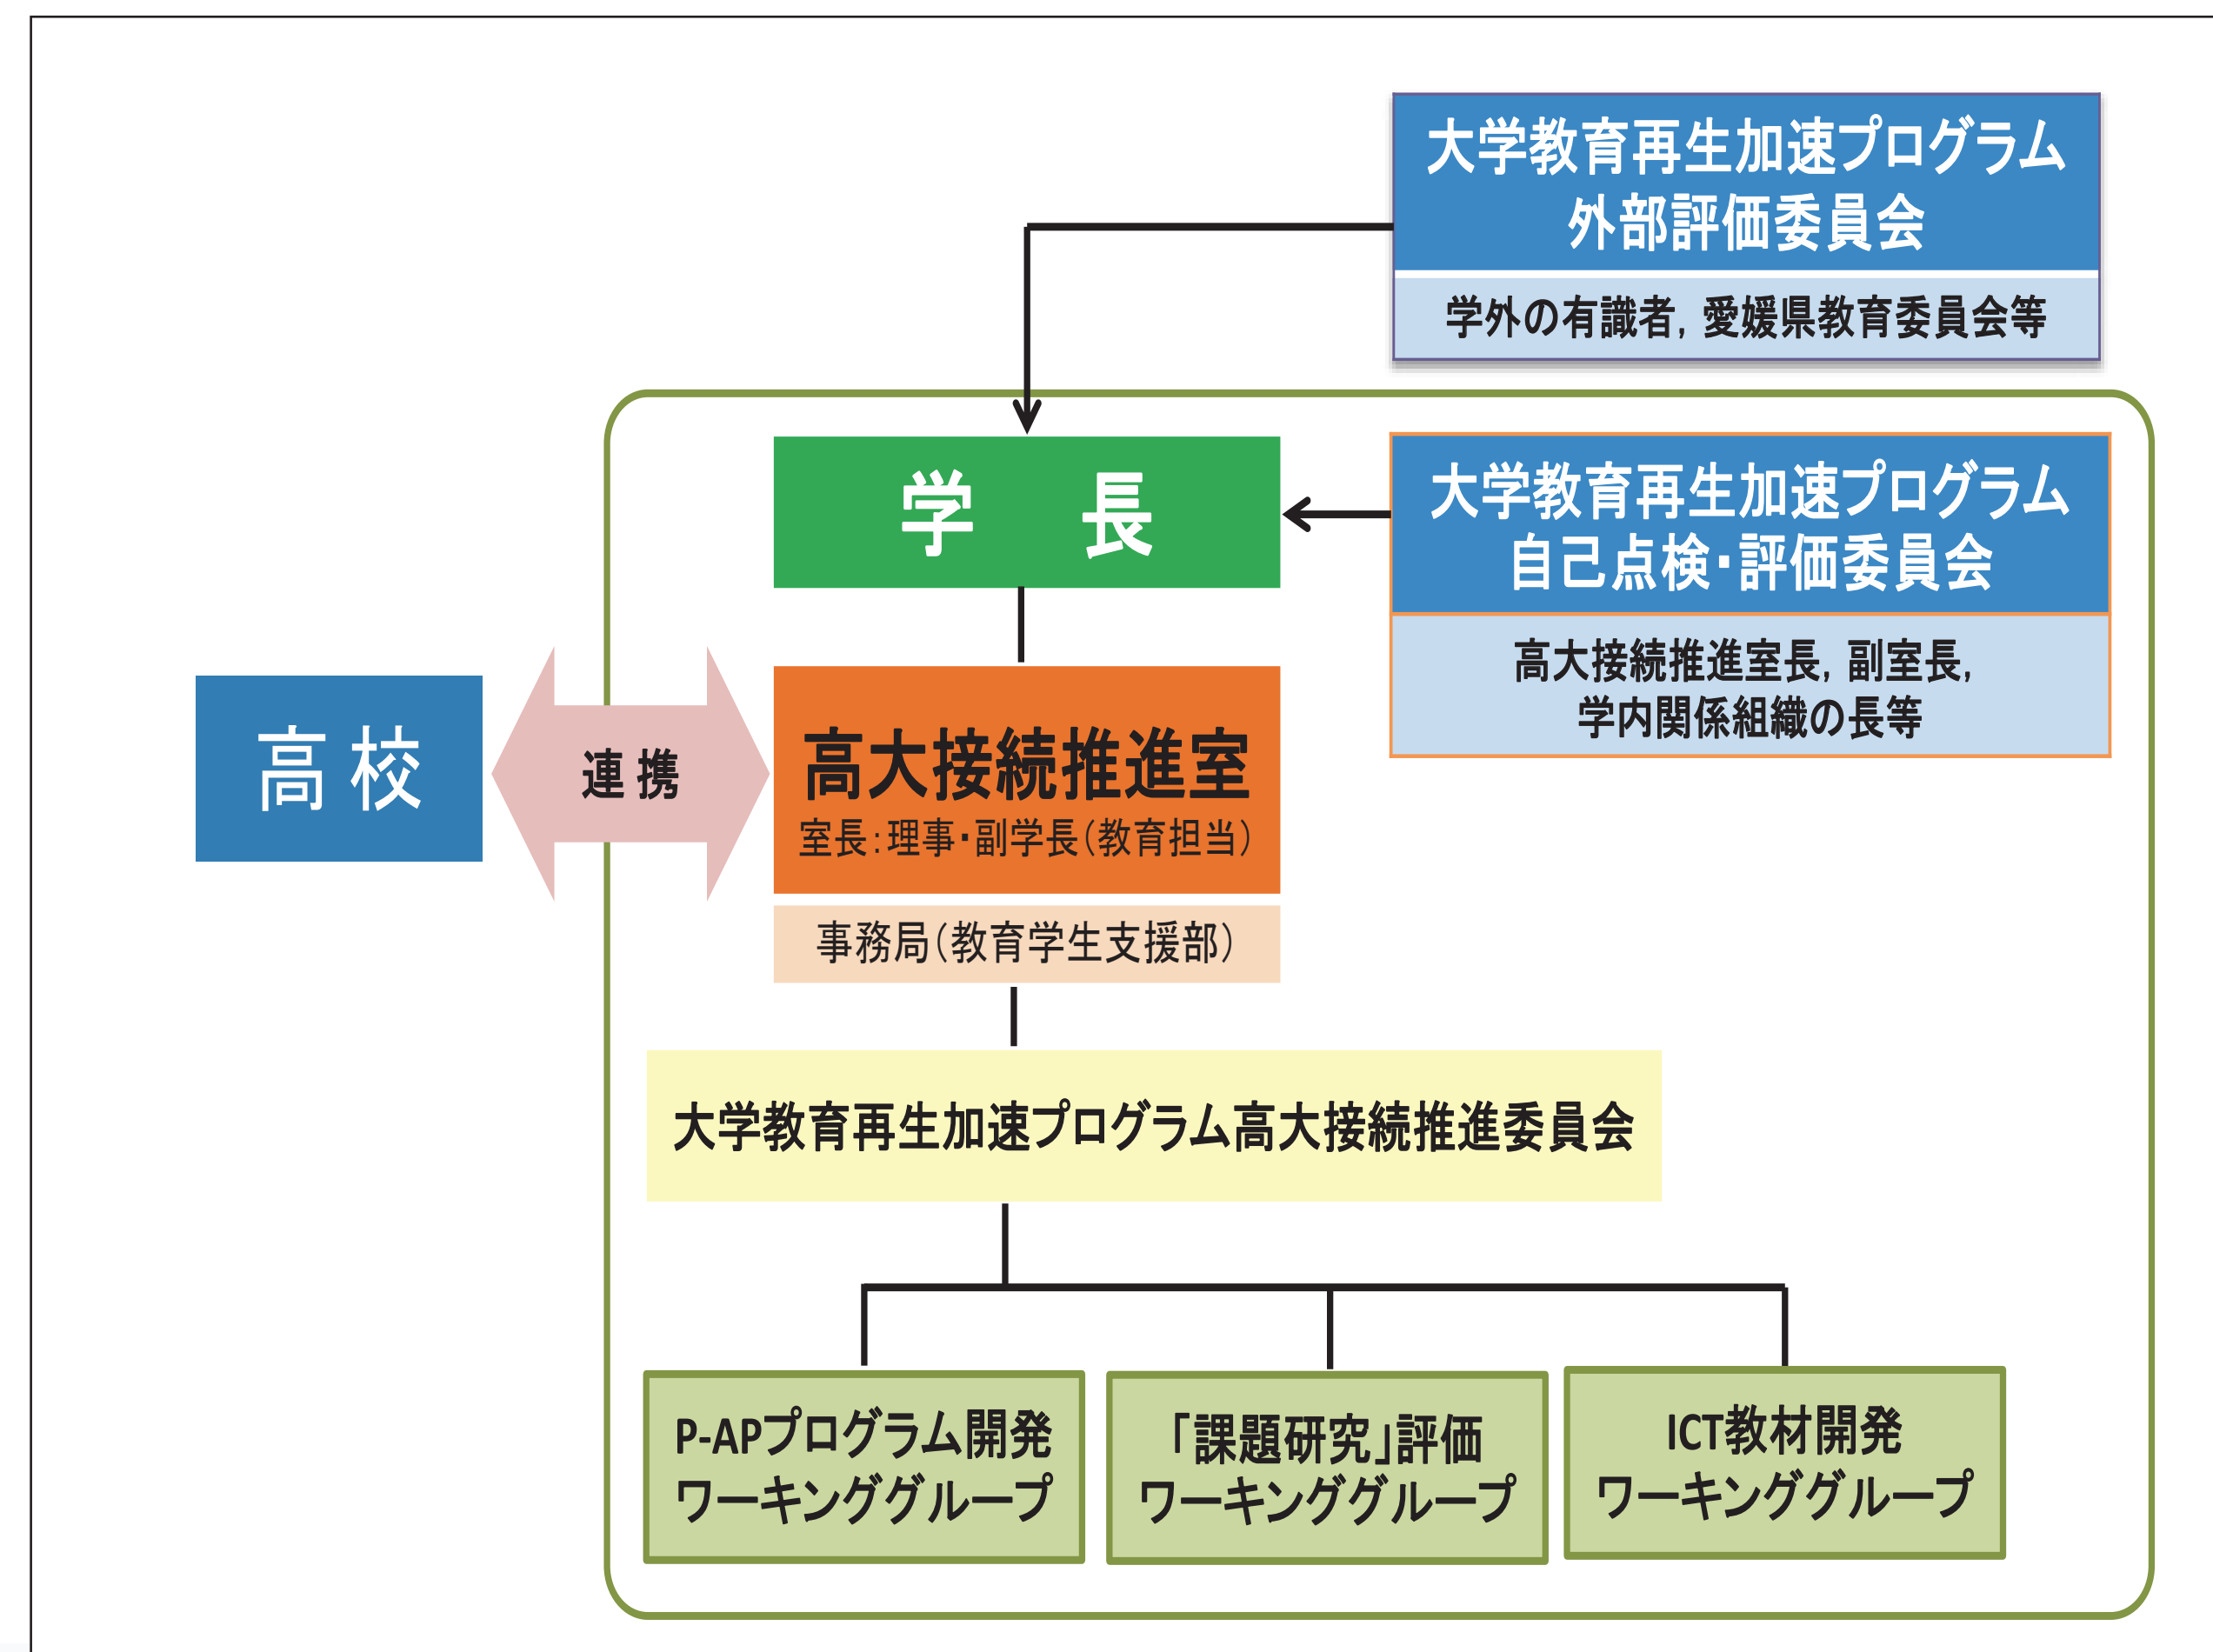 大学教育再生加速プログラム
外部評価委員会
学外の有識者，愛媛県教育委員会等
学　長
大学教育再生加速プログラム
自己点検・評価委員会
高大接続推進室長，副室長，
学内関係組織の長等
高 校
連 携
高大接続推進室
室長：理事・副学長（教育担当）
事務局（教育学生支援部）
大学教育再生加速プログラム高大接続推進委員会
P-APプログラム開発
ワーキンググループ
「課題研究」評価
ワーキンググループ
ICT教材開発
ワーキンググループ